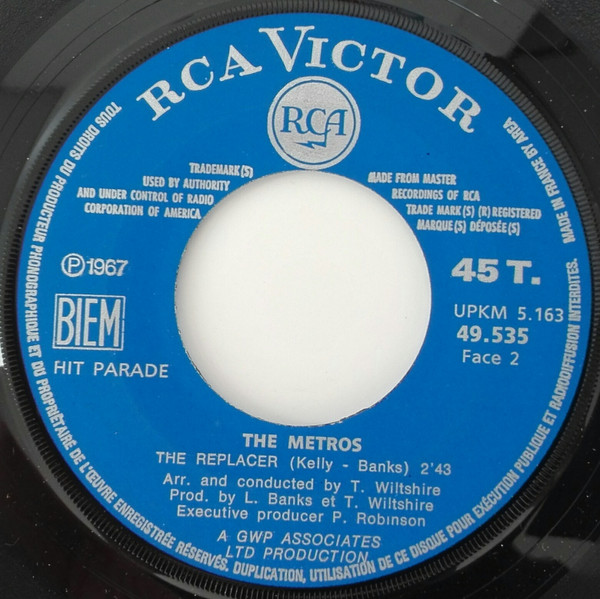 RCA VICTOR
RCA
TRADEMARK(S)
USED BY AUTHORITY
AND UNDER CONTROL OF RADIO
CORPORATION OF AMERICA
MADE FROM MASTER
RECORDINGS OF RCA
TRADE MARK(S) (R) REGISTERED
MARQUE(S) DÉPOSÉE(S)
℗ 1967
BIEM
HIT PARADE
45 T.
UPKM 5.163
49.535
Face 2
THE METROS
THE REPLACER (Kelly - Banks) 2'43
Arr. and conducted by T. Wiltshire
Prod. by L. Banks et T. Wiltshire
Executive producer P. Robinson
A GWP ASSOCIATES
LTD PRODUCTION
TOUS DROITS DU PRODUCTEUR PHONOGRAPHIQUE ET DU PROPRIÉTAIRE DE L'ŒUVRE ENREGISTRÉE RÉSERVÉS. DUPLICATION, UTILISATION DE CE DISQUE POUR EXÉCUTION PUBLIQUE ET RADIODIFFUSION INTERDITES. MADE IN FRANCE BY AREA